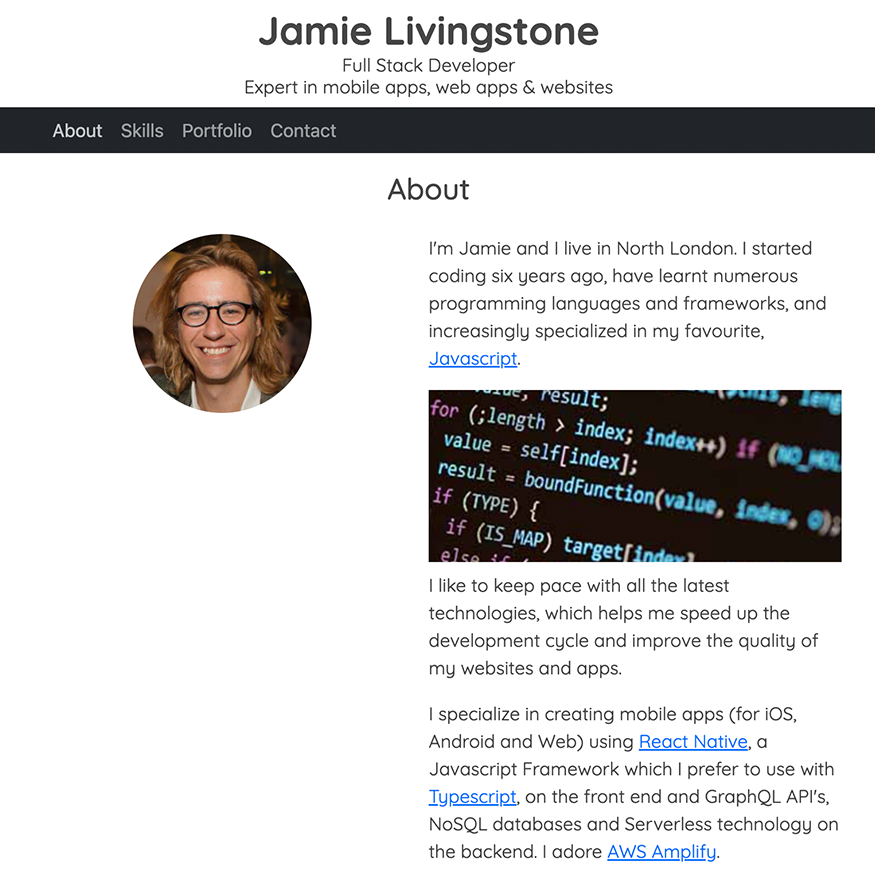 Jamie Livingstone
Full Stack Developer
Expert in mobile apps, web apps & websites
About Skills Portfolio Contact
About
I'm Jamie and I live in North London. I started
coding six years ago, have learnt numerous
programming languages and frameworks, and
increasingly specialized in my favourite,
Javascript.
value, result;
for (;length > index; index++) if (
value = self[index];
result = boundFunction(value, index, 0);
if (TYPE) {
if (IS_MAP) target[index]
else if (
I like to keep pace with all the latest
technologies, which helps me speed up the
development cycle and improve the quality of
my websites and apps.
I specialize in creating mobile apps (for iOS,
Android and Web) using React Native, a
Javascript Framework which I prefer to use with
Typescript, on the front end and GraphQL API's,
NoSQL databases and Serverless technology on
the backend. I adore AWS Amplify.